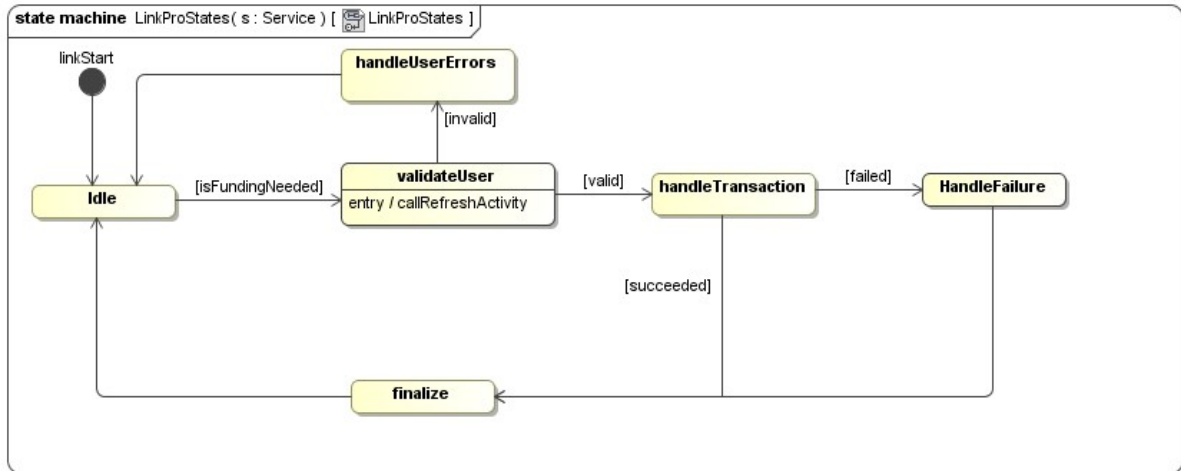 state machine LinkProStates( s : Service ) [ LinkProStates ]
linkStart
handleUserErrors
[invalid]
Idle
[isFundingNeeded]
validateUser
entry / callRefreshActivity
[valid]
handleTransaction
[failed]
HandleFailure
[succeeded]
finalize